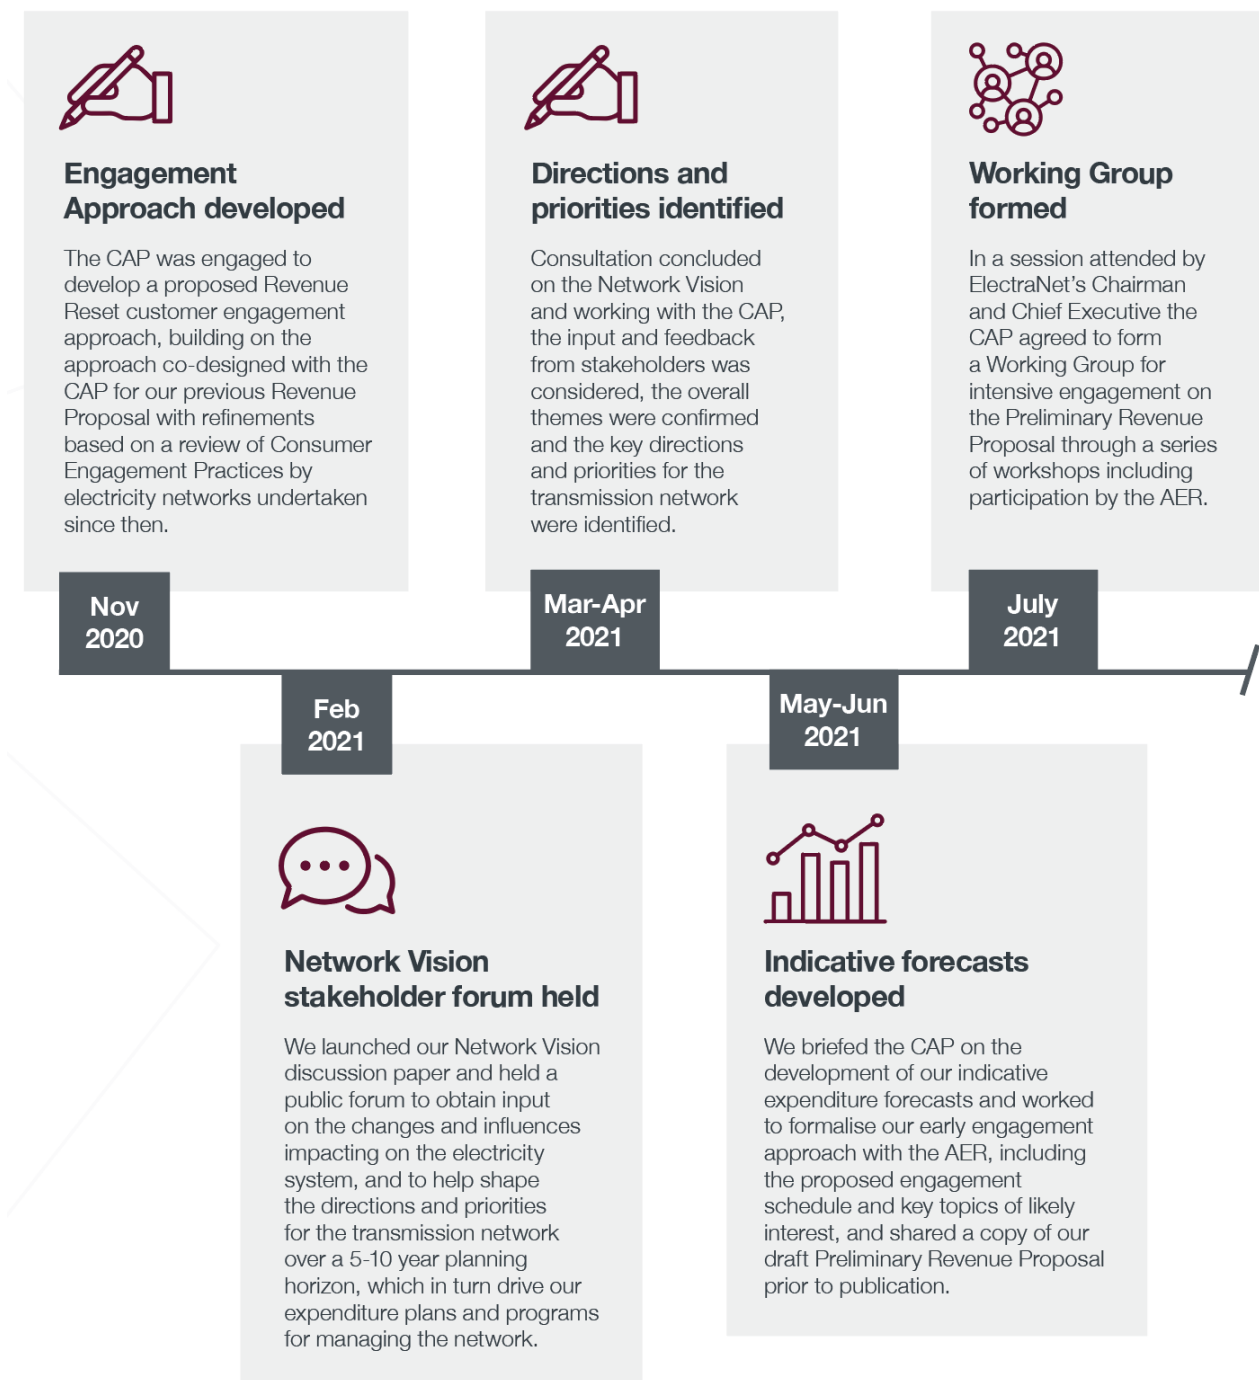 Engagement
Approach developed
The CAP was engaged to
develop a proposed Revenue
Reset customer engagement
approach, building on the
approach co-designed with the
CAP for our previous Revenue
Proposal with refinements
based on a review of Consumer
Engagement Practices by
electricity networks undertaken
since then.
Nov
2020
Feb
2021
Network Vision
stakeholder forum held
We launched our Network Vision
discussion paper and held a
public forum to obtain input
on the changes and influences
impacting on the electricity
system, and to help shape
the directions and priorities
for the transmission network
over a 5-10 year planning
horizon, which in turn drive our
expenditure plans and programs
for managing the network.
Directions and
priorities identified
Consultation concluded
on the Network Vision
and working with the CAP,
the input and feedback
from stakeholders was
considered, the overall
themes were confirmed
and the key directions
and priorities for the
transmission network
were identified.
Mar-Apr
2021
May-Jun
2021
Indicative forecasts
developed
We briefed the CAP on the
development of our indicative
expenditure forecasts and worked
to formalise our early engagement
approach with the AER, including
the proposed engagement
schedule and key topics of likely
interest, and shared a copy of our
draft Preliminary Revenue Proposal
prior to publication.
Working Group
formed
In a session attended by
ElectraNet's Chairman
and Chief Executive the
CAP agreed to form
a Working Group for
intensive engagement on
the Preliminary Revenue
Proposal through a series
of workshops including
participation by the AER.
July
2021